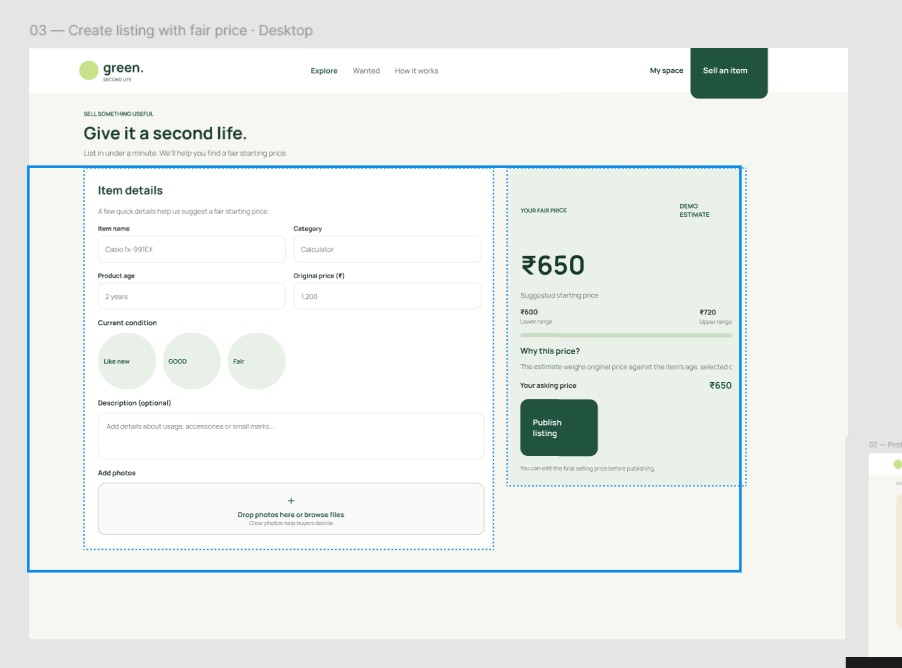 03 — Create listing with fair price · Desktop
green.
SECOND LIFE
Explore
Wanted
How it works
My space
Sell an item
SELL SOMETHING USEFUL
Give it a second life.
List in under a minute. We'll help you find a fair starting price.
Item details
A few quick details help us suggest a fair starting price.
Item name
Category
Casio fx-991EX
Calculator
Product age
Original price (₹)
2 years
1,200
Current condition
Like new
GOOD
Fair
Description (optional)
Add details about usage, accessories or small marks...
Add photos
+
Drop photos here or browse files
Clear photos help buyers decide
YOUR FAIR PRICE
DEMO
ESTIMATE
₹650
Suggested starting price
₹600
₹720
Lower range
Upper range
Why this price?
The estimate weighs original price against the item's age, selected c
Your asking price
₹650
Publish
listing
You can edit the final selling price before publishing.
02 — Prod